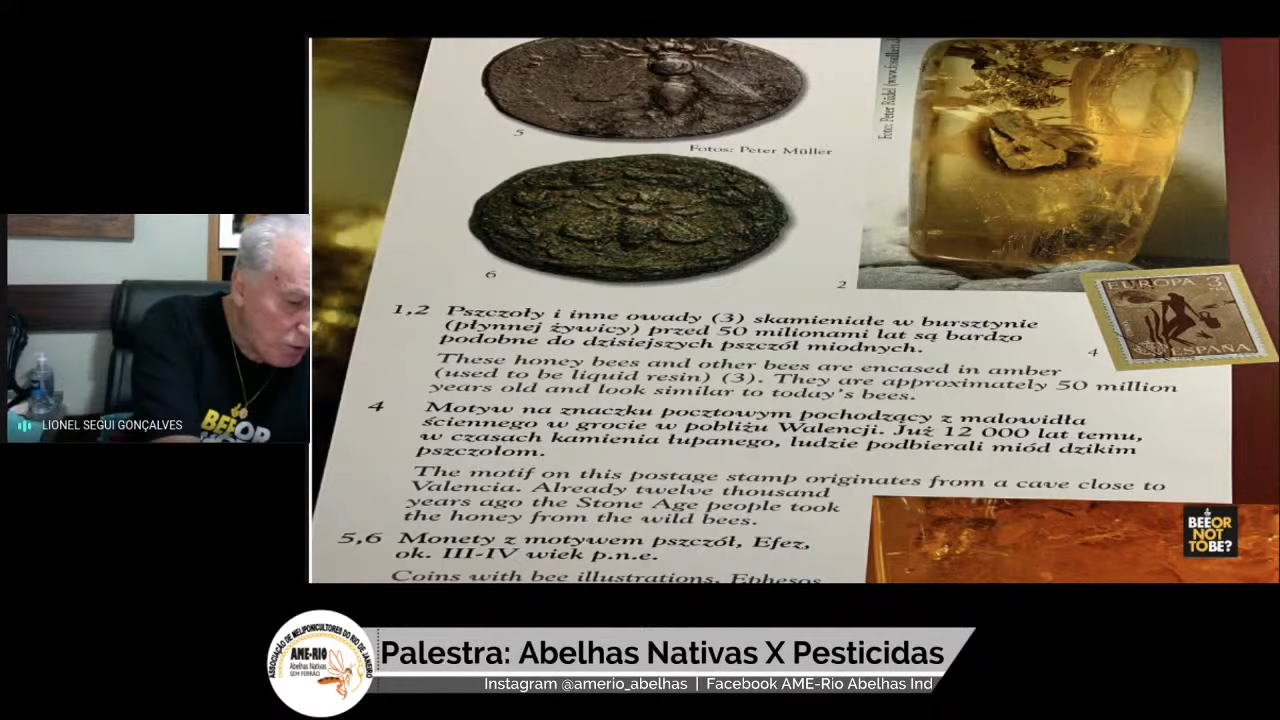 5
Fotos: Peter Müller
6
2
EUROPA 3
ESPAÑA
4
1,2 Pszczoły i inne owady (3) skamieniałe w bursztynie
(płynnej żywicy) przed 50 milionami lat są bardzo
podobne do dzisiejszych pszczół miodnych.
These honey bees and other bees are encased in amber
(used to be liquid resin) (3). They are approximately 50 million
years old and look similar to today's bees.
4 Motyw na znaczku pocztowym pochodzący z malowidła
ściennego w grocie w pobliżu Walencji. Już 12 000 lat temu,
w czasach kamienia łupanego, ludzie podbierali miód dzikim
pszczołom.
The motif on this postage stamp originates from a cave close to
Valencia. Already twelve thousand
years ago the Stone Age people took
the honey from the wild bees.
5,6 Monety z motywem pszczół, Efez,
ok. III-IV wiek p.n.e.
Coins with bee illustrations, Ephesos
Foto: Peter Rüdel
BEE OR
NOT
TO BE?
BEE OR
LIONEL SEGUI GONÇALVES
ASSOCIAÇÃO DE MELIPONICULTORES DO RIO DE JANEIRO
AME-RIO
Abelhas Nativas
SEM FERRÃO
Palestra: Abelhas Nativas X Pesticidas
Instagram @amerio_abelhas | Facebook AME-Rio Abelhas Ind